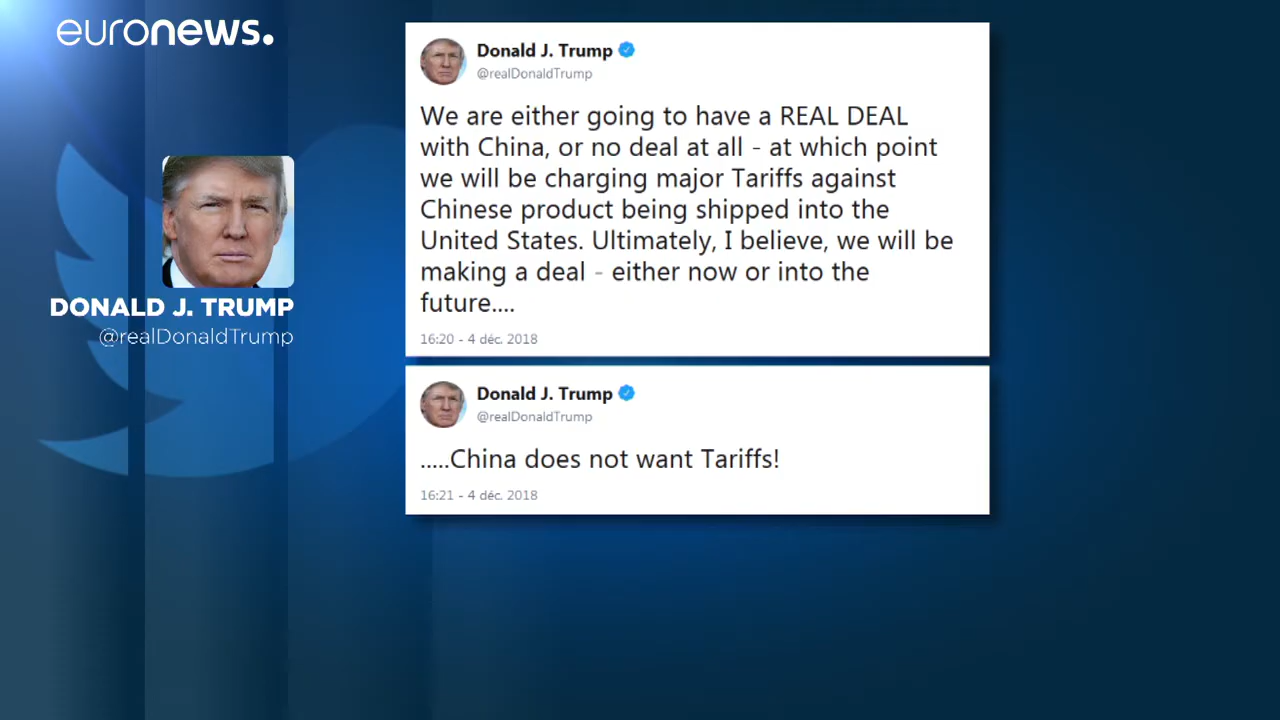 euronews.
DONALD J. TRUMP
@realDonaldTrump
Donald J. Trump
@realDonaldTrump
We are either going to have a REAL DEAL
with China, or no deal at all - at which point
we will be charging major Tariffs against
Chinese product being shipped into the
United States. Ultimately, I believe, we will be
making a deal - either now or into the
future....
16:20 - 4 déc. 2018
Donald J. Trump
@realDonaldTrump
.....China does not want Tariffs!
16:21 - 4 déc. 2018